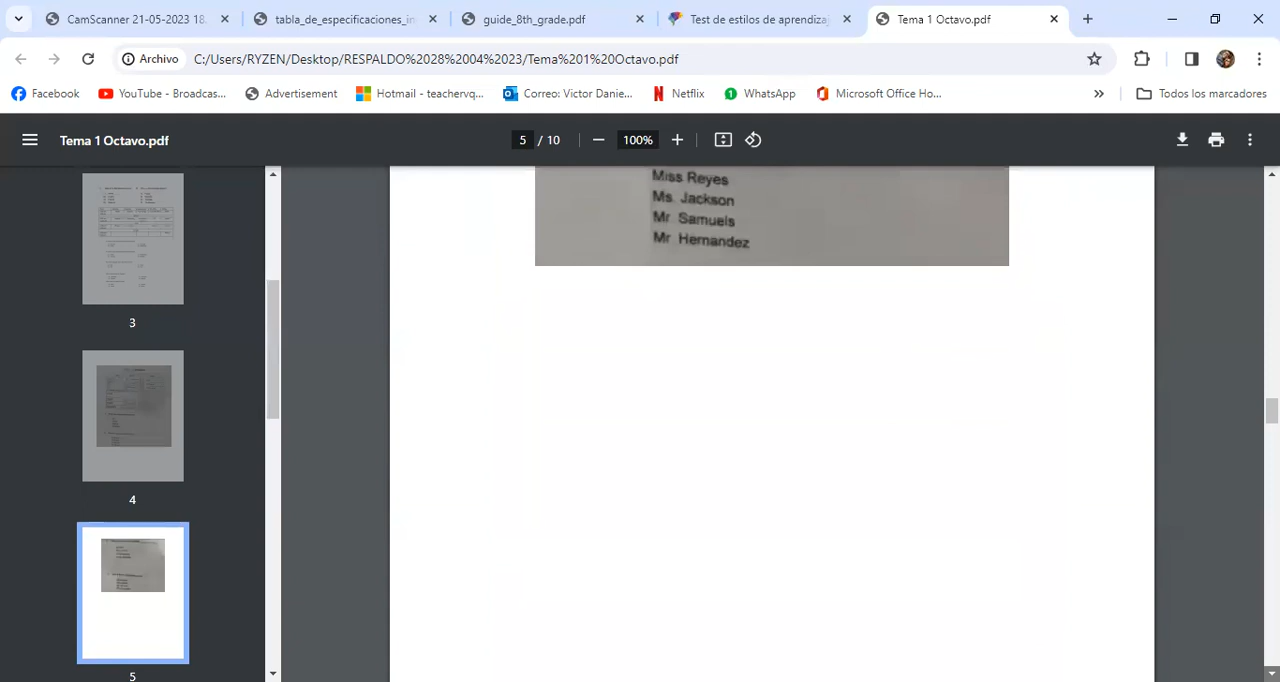 CamScanner 21-05-2023 18.
tabla_de_especificaciones_in
guide_8th_grade.pdf
Test de estilos de aprendizaj
Tema 1 Octavo.pdf
Archivo
C:/Users/RYZEN/Desktop/RESPALDO%2028%2004%2023/Tema%201%20Octavo.pdf
Facebook
YouTube - Broadcas...
Advertisement
Hotmail - teachervq...
Correo: Victor Danie...
Netflix
WhatsApp
Microsoft Office Ho...
»
Todos los marcadores
Tema 1 Octavo.pdf
5 / 10
100%
3
4
5
Miss Reyes
Ms. Jackson
Mr Samuels
Mr Hernandez